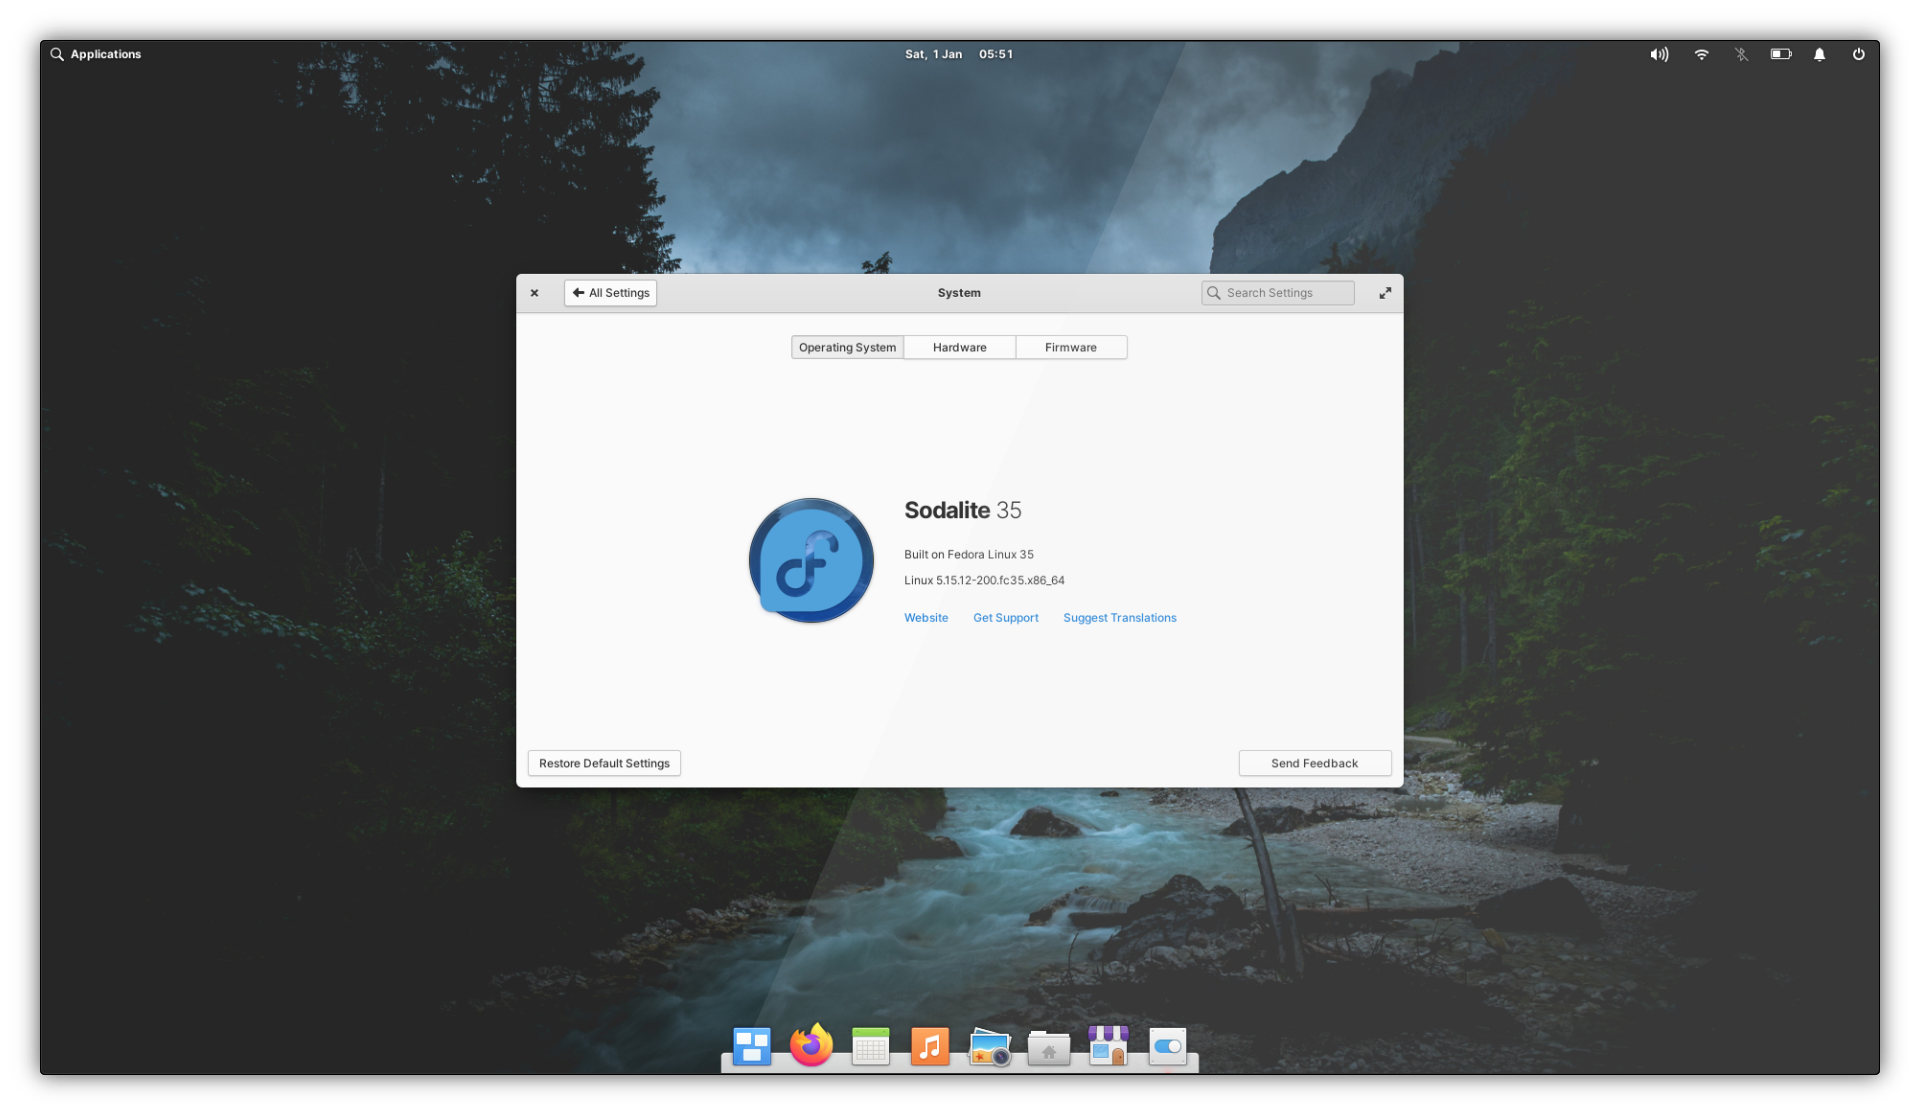 Applications
Sat, 1 Jan 05:51
All Settings
System
Search Settings
Operating System
Hardware
Firmware
Sodalite 35
Built on Fedora Linux 35
Linux 5.15.12-200.fc35.x86_64
Website
Get Support
Suggest Translations
Restore Default Settings
Send Feedback